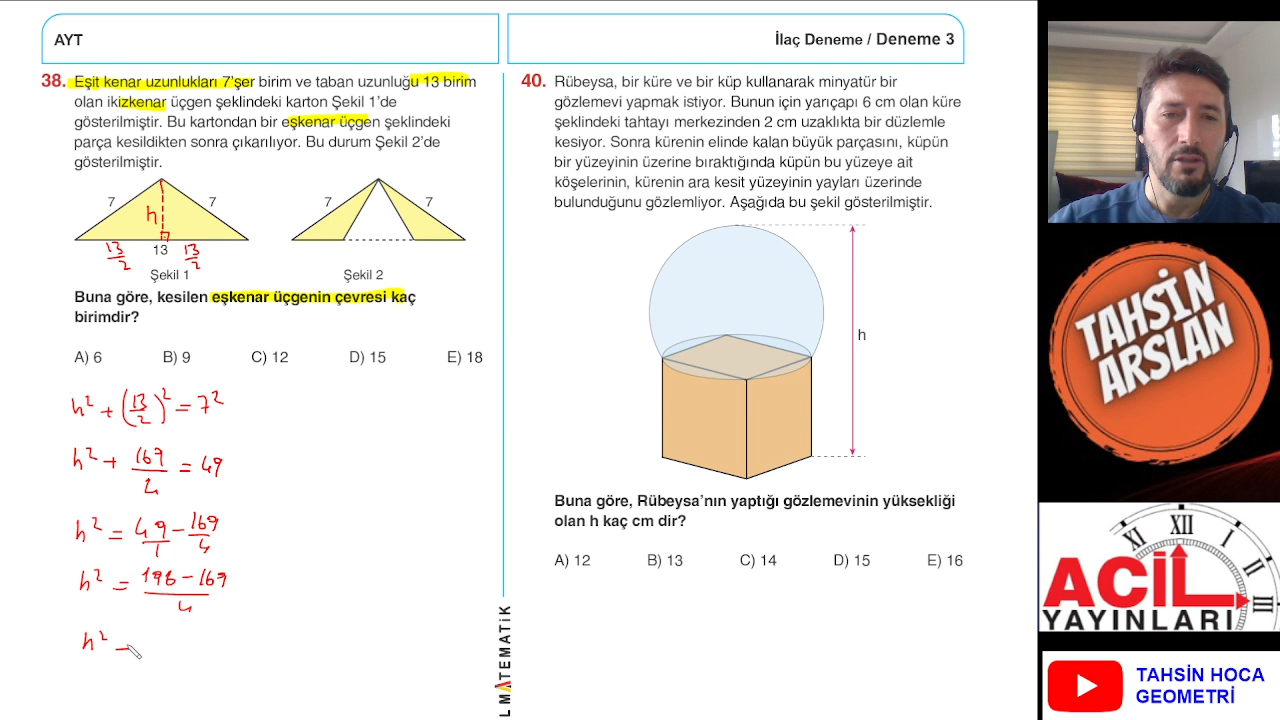 AYT
İlaç Deneme / Deneme 3
38. Eşit kenar uzunlukları 7'şer birim ve taban uzunluğu 13 birim
olan ikizkenar üçgen şeklindeki karton Şekil 1'de
gösterilmiştir. Bu kartondan bir eşkenar üçgen şeklindeki
parça kesildikten sonra çıkarılıyor. Bu durum Şekil 2'de
gösterilmiştir.
7 h 7
13/2 13 13/2
Şekil 1
7 7
Şekil 2
Buna göre, kesilen eşkenar üçgenin çevresi kaç
birimdir?
A) 6 B) 9 C) 12 D) 15 E) 18
h² + (13/2)² = 7²
h² + 169/4 = 49
h² = 49/1 - 169/4
h² = 196 - 169/4
h² -
40. Rübeysa, bir küre ve bir küp kullanarak minyatür bir
gözlemevi yapmak istiyor. Bunun için yarıçapı 6 cm olan küre
şeklindeki tahtayı merkezinden 2 cm uzaklıkta bir düzlemle
kesiyor. Sonra kürenin elinde kalan büyük parçasını, küpün
bir yüzeyinin üzerine bıraktığında küpün bu yüzeye ait
köşelerinin, kürenin ara kesit yüzeyinin yayları üzerinde
bulunduğunu gözlemliyor. Aşağıda bu şekil gösterilmiştir.
h
Buna göre, Rübeysa'nın yaptığı gözlemevinin yüksekliği
olan h kaç cm dir?
A) 12 B) 13 C) 14 D) 15 E) 16
LMATEMATİK
TAHSİN
ARSLAN
XI XII I II III
ACİL
YAYINLARI
TAHSİN HOCA
GEOMETRİ